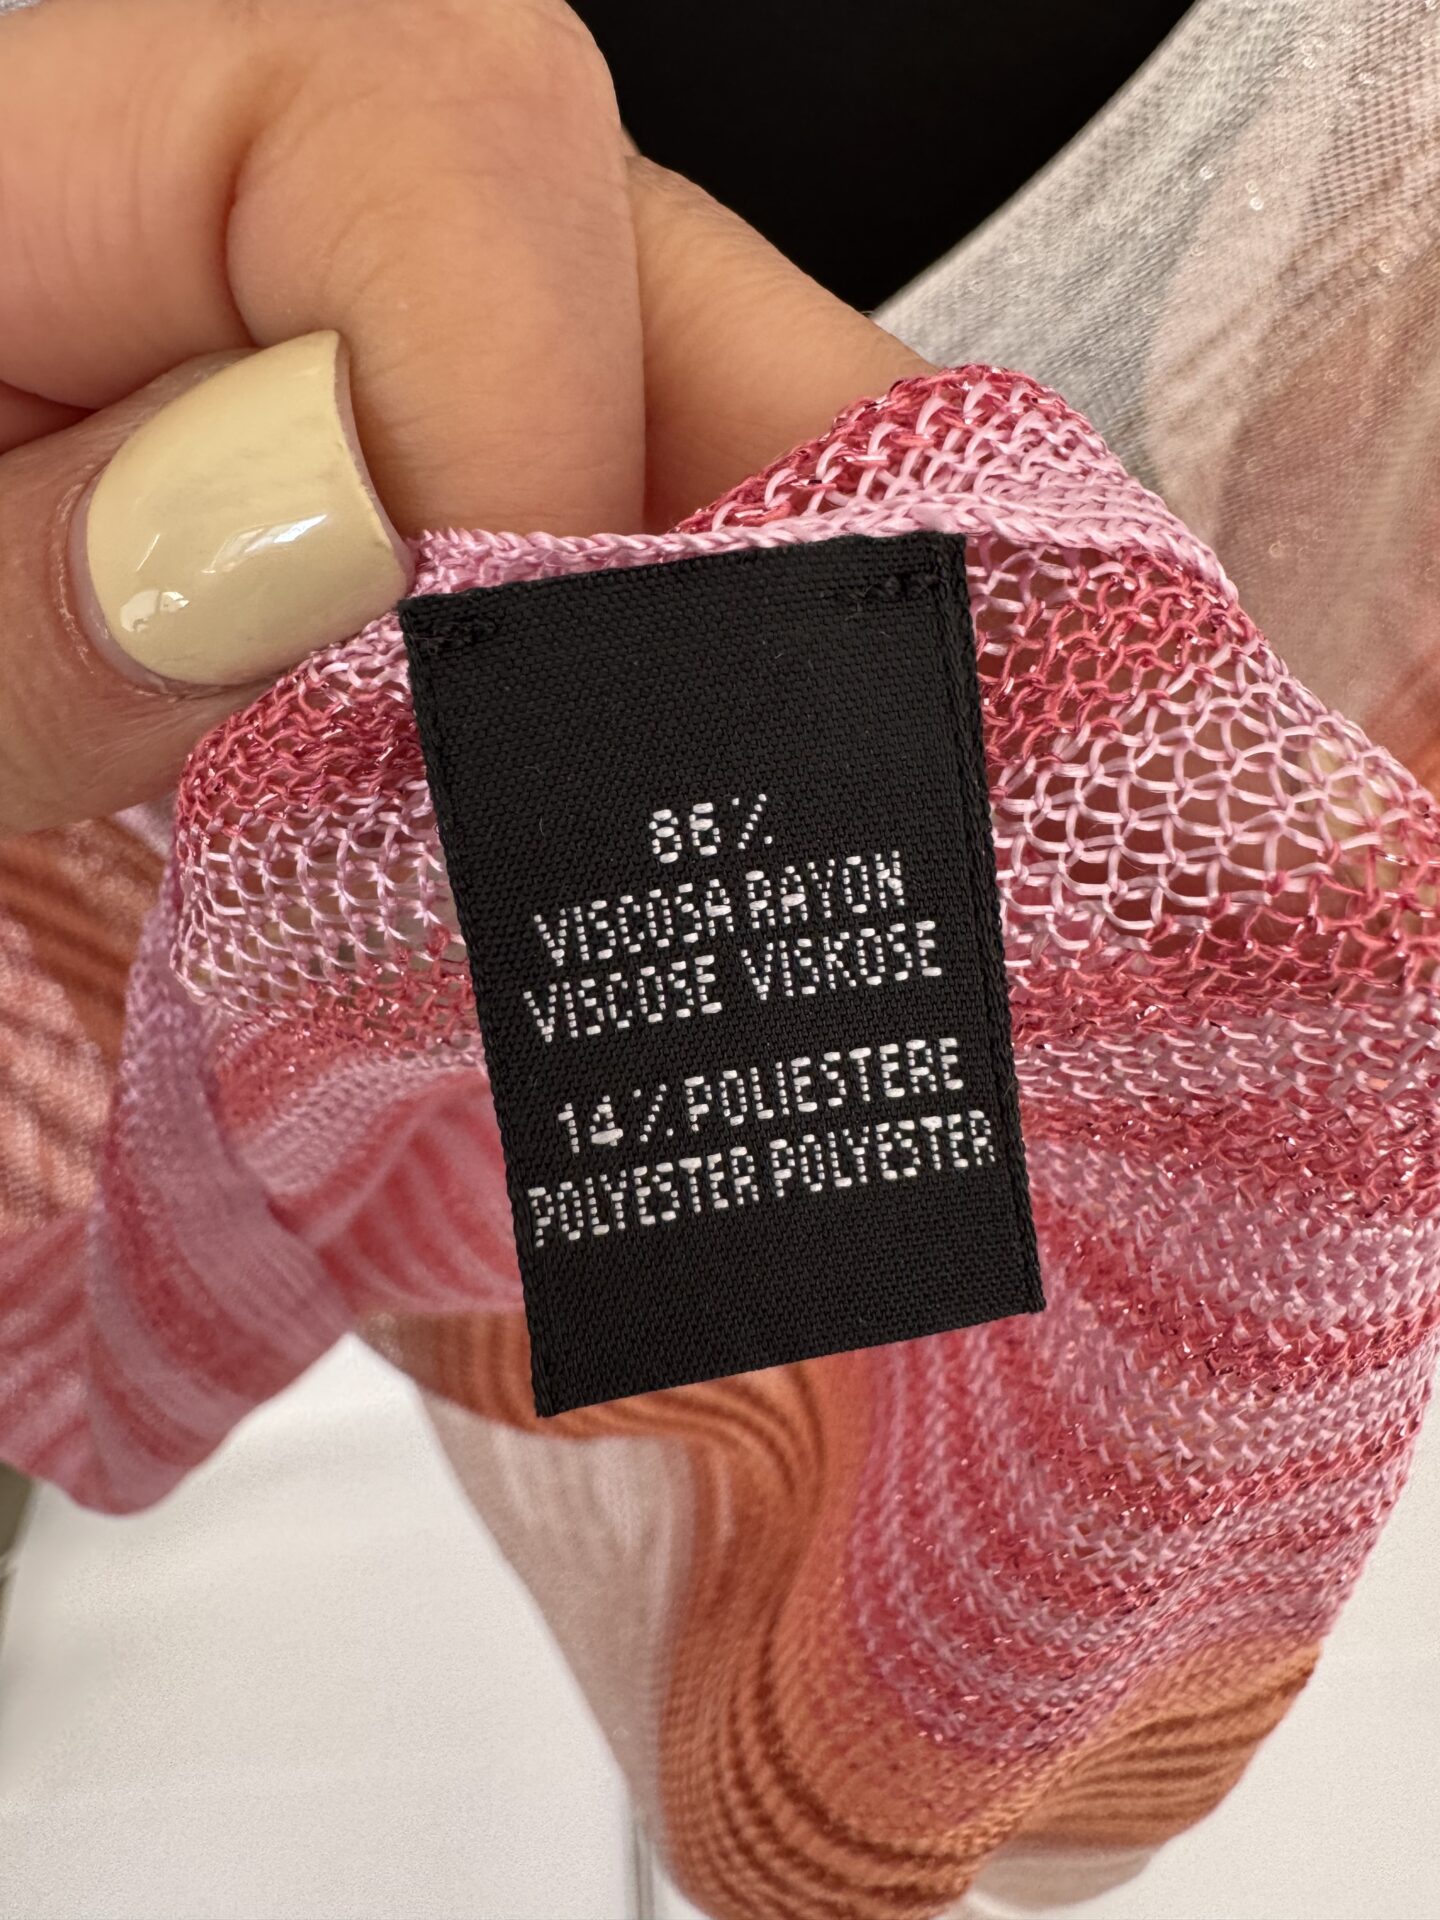 86%
VISCOSA RAYON
VISCOSE VISKOSE
14% POLIESTERE
POLYESTER POLYESTER